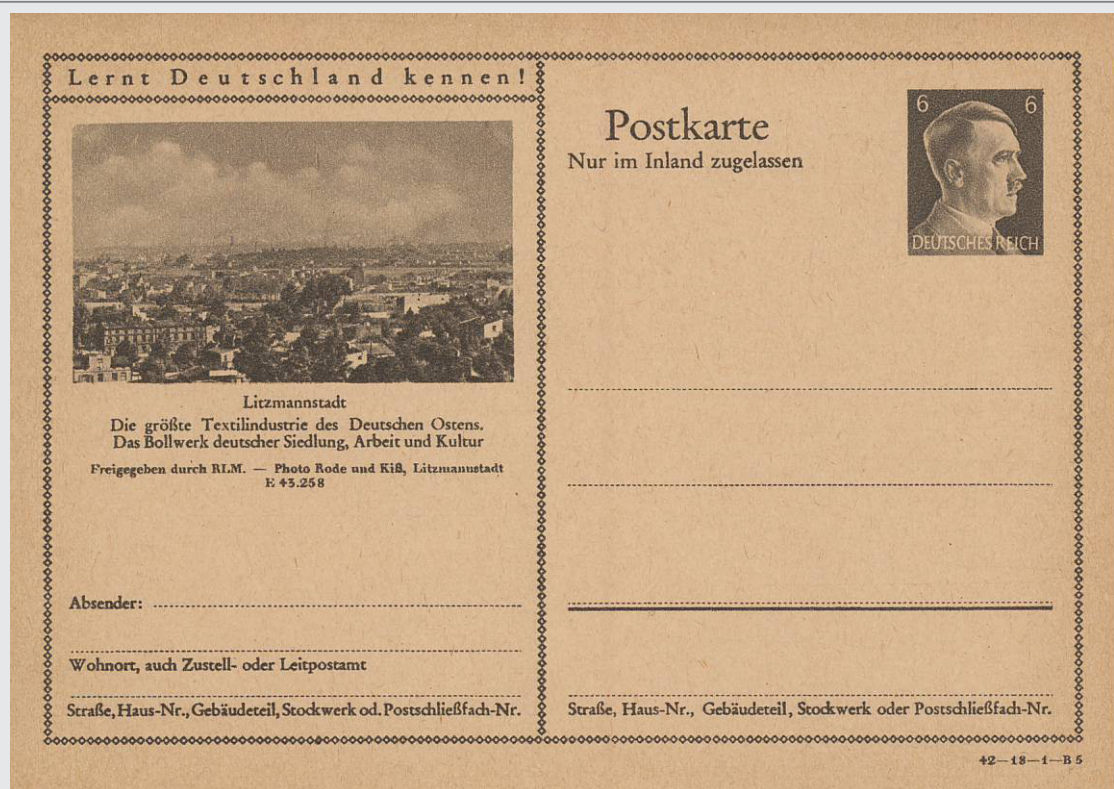 Lernt Deutschland kennen!
Litzmannstadt
Die größte Textilindustrie des Deutschen Ostens.
Das Bollwerk deutscher Siedlung, Arbeit und Kultur
Freigegeben durch RLM. — Photo Rode und Kiß, Litzmannstadt
E 43.258
Absender:
Wohnort, auch Zustell- oder Leitpostamt
Straße, Haus-Nr., Gebäudeteil, Stockwerk od. Postschließfach-Nr.
Postkarte
Nur im Inland zugelassen
6 6
DEUTSCHES REICH
Straße, Haus-Nr., Gebäudeteil, Stockwerk oder Postschließfach-Nr.
42—18—1—B 5